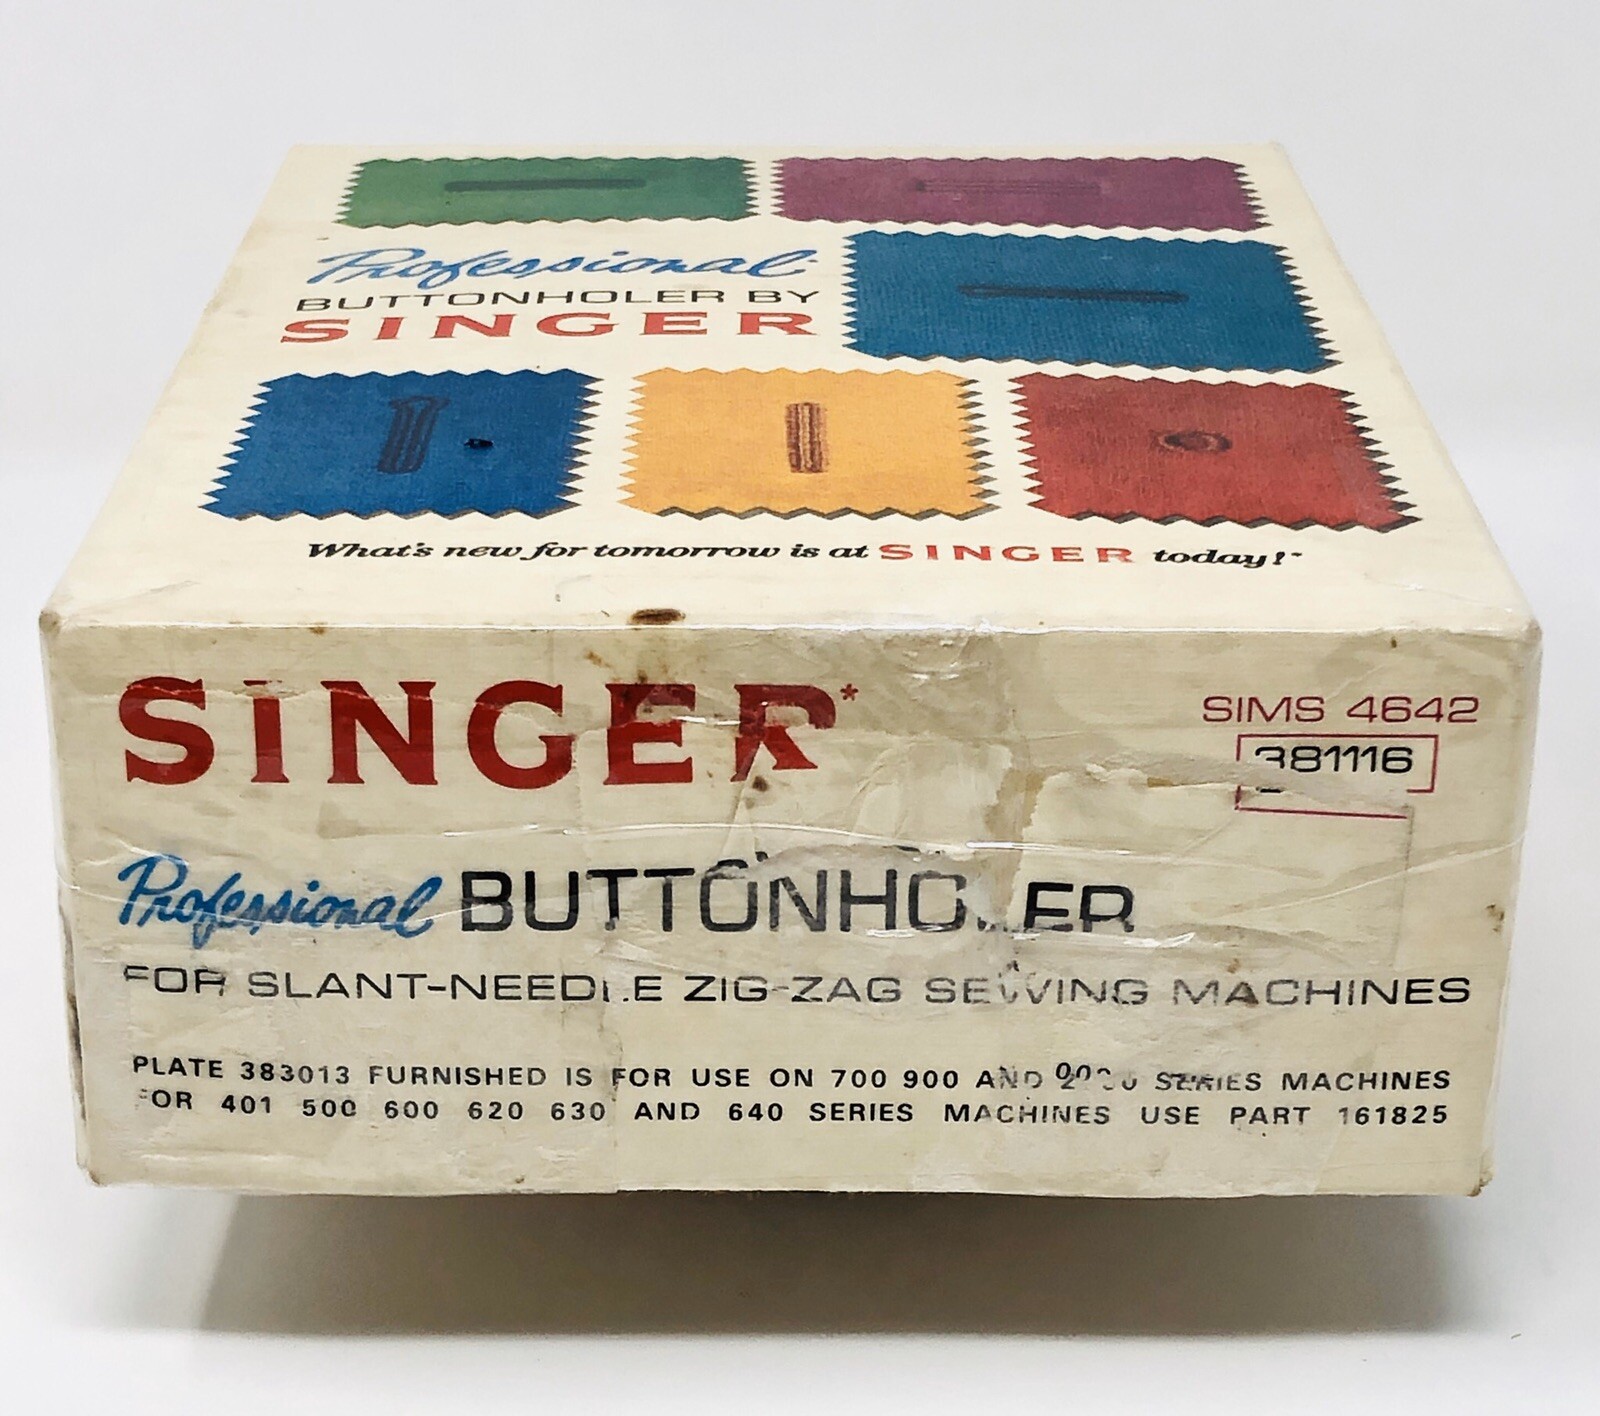 Professional
BUTTONHOLER BY
SINGER
What's new for tomorrow is at SINGER today!
SINGER*
SIMS 4642
381116
Professional BUTTONHOLER
FOR SLANT-NEEDLE ZIG-ZAG SEWING MACHINES
PLATE 383013 FURNISHED IS FOR USE ON 700 900 AND SERIES MACHINES
FOR 401 500 600 620 630 AND 640 SERIES MACHINES USE PART 161825